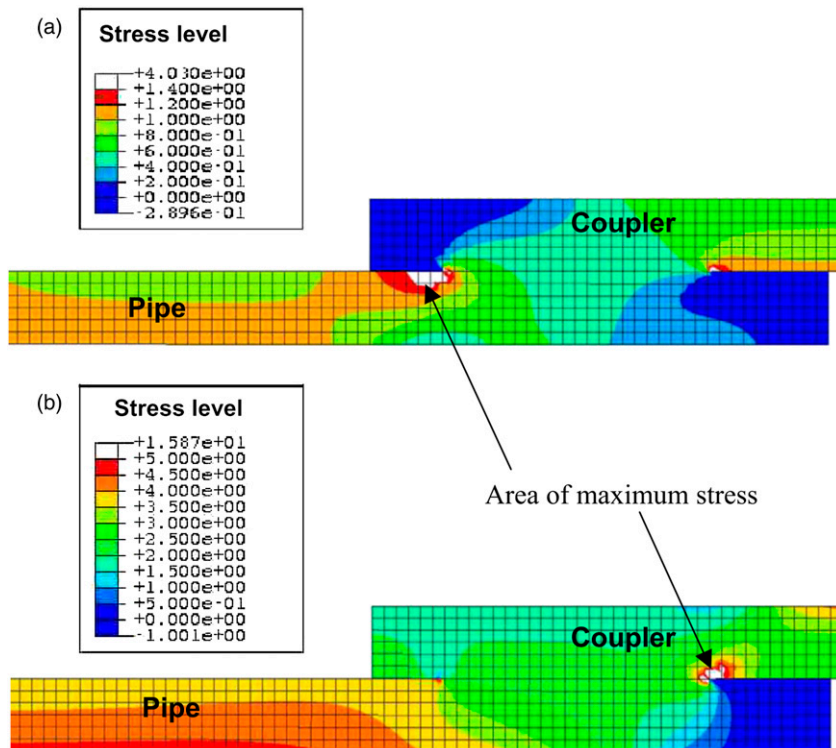 (a)
Stress level
+4.030e+00
+1.400e+00
+1.200e+00
+1.000e+00
+8.000e-01
+6.000e-01
+4.000e-01
+2.000e-01
+0.000e+00
-2.896e-01
Coupler
Pipe
(b)
Stress level
+1.587e+01
+5.000e+00
+4.500e+00
+4.000e+00
+3.500e+00
+3.000e+00
+2.500e+00
+2.000e+00
+1.500e+00
+1.000e+00
+5.000e-01
+0.000e+00
-1.001e+00
Area of maximum stress
Coupler
Pipe